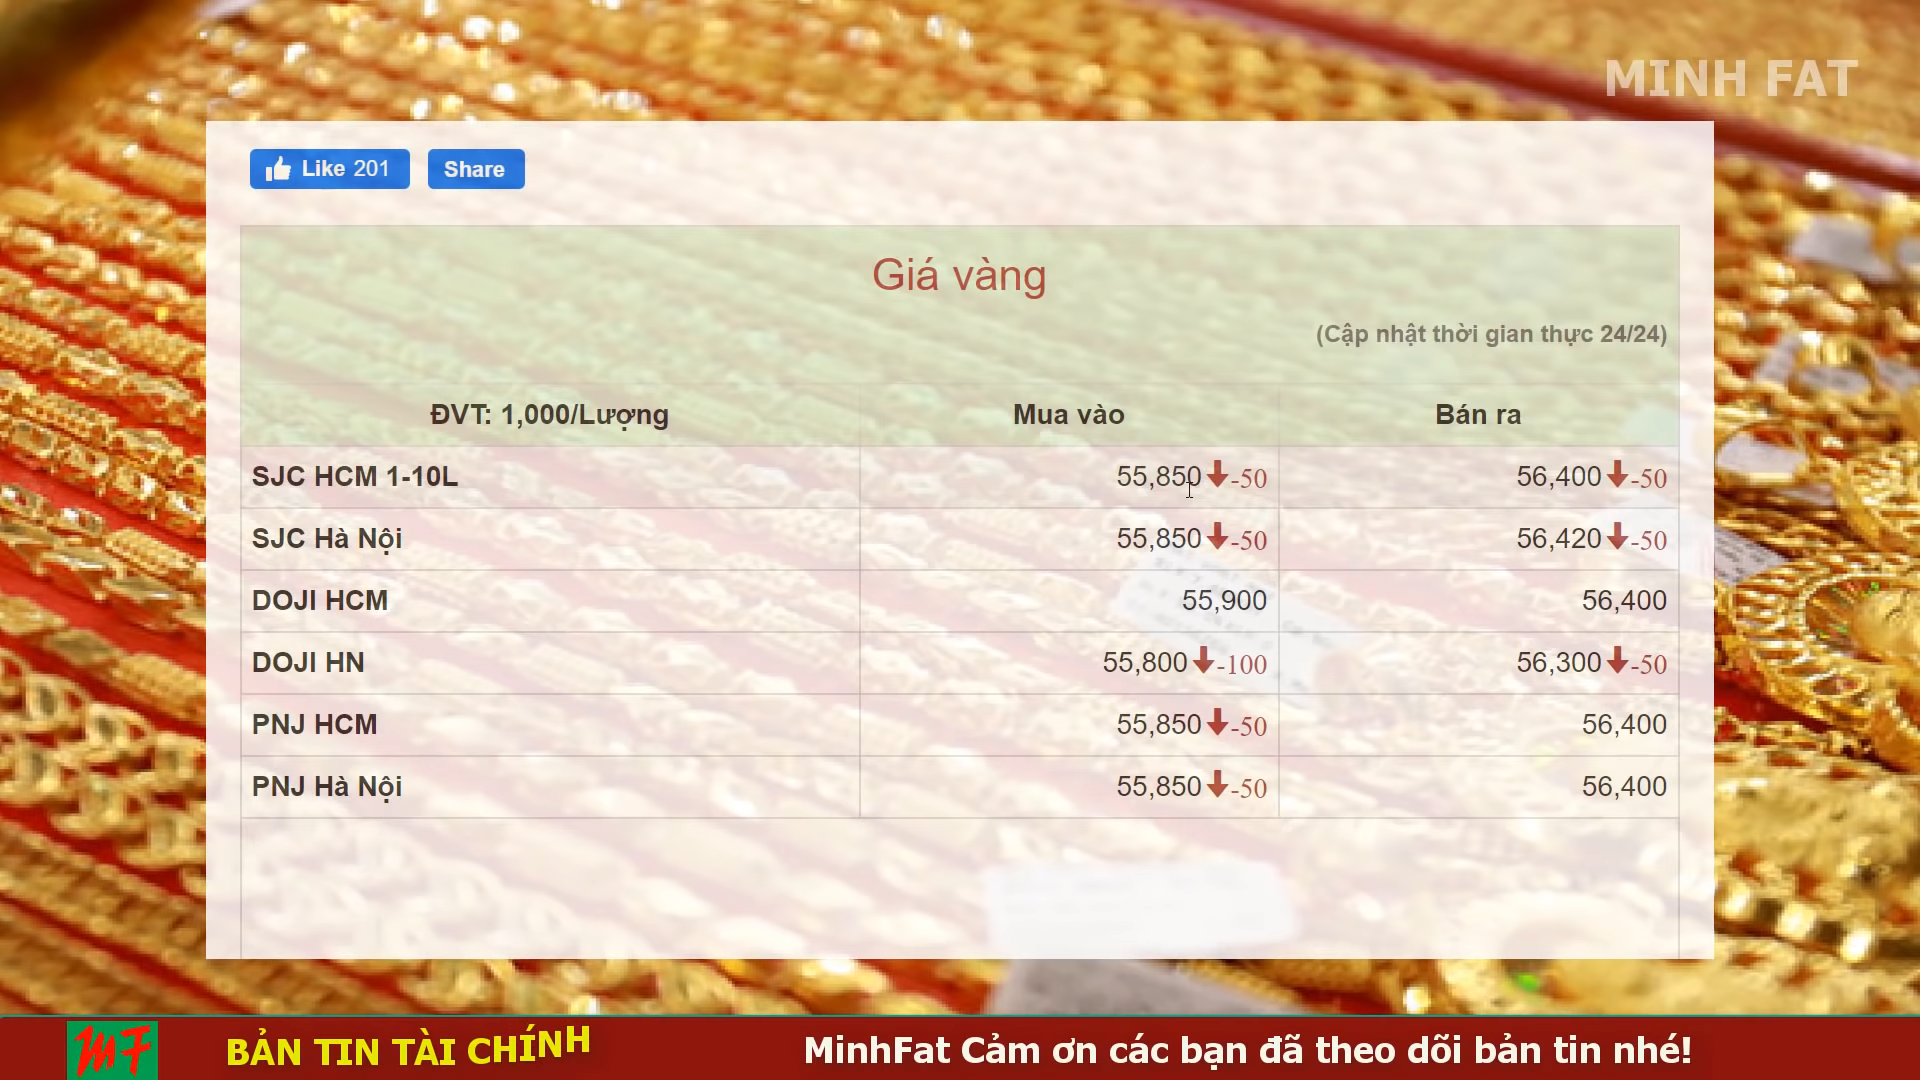 MINH FAT
Like 201 Share
Giá vàng
(Cập nhật thời gian thực 24/24)
ĐVT: 1,000/Lượng Mua vào Bán ra
SJC HCM 1-10L 55,850 -50 56,400 -50
SJC Hà Nội 55,850 -50 56,420 -50
DOJI HCM 55,900 56,400
DOJI HN 55,800 -100 56,300 -50
PNJ HCM 55,850 -50 56,400
PNJ Hà Nội 55,850 -50 56,400
MF BẢN TIN TÀI CHÍNH MinhFat Cảm ơn các bạn đã theo dõi bản tin nhé!